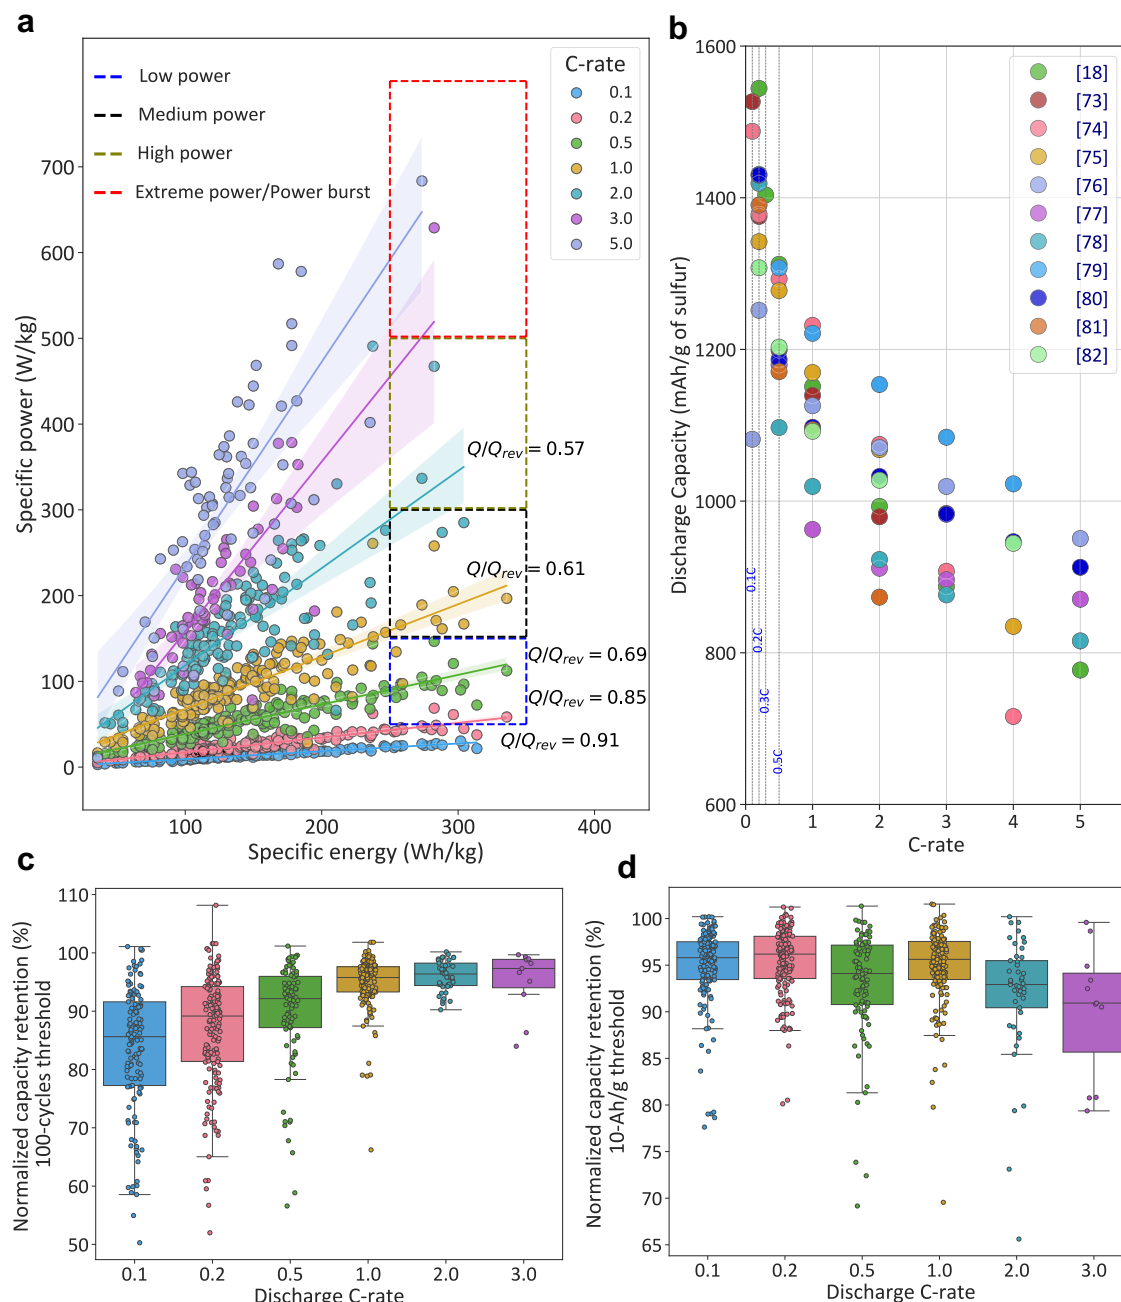 a
Low power
Medium power
High power
Extreme power/Power burst
C-rate
0.1
0.2
0.5
1.0
2.0
3.0
5.0
Q/Qrev = 0.57
Q/Qrev = 0.61
Q/Qrev = 0.69
Q/Qrev = 0.85
Q/Qrev = 0.91
700
600
500
400
300
200
100
0
Specific power (W/kg)
100
200
300
400
Specific energy (Wh/kg)
b
1600
1400
1200
1000
800
600
Discharge Capacity (mAh/g of sulfur)
[18]
[73]
[74]
[75]
[76]
[77]
[78]
[79]
[80]
[81]
[82]
0.1C
0.2C
0.3C
0.5C
0
1
2
3
4
5
C-rate
c
110
100
90
80
70
60
50
Normalized capacity retention (%)
100-cycles threshold
0.1
0.2
0.5
1.0
2.0
3.0
Discharge C-rate
d
100
95
90
85
80
75
70
65
Normalized capacity retention (%)
10-Ah/g threshold
0.1
0.2
0.5
1.0
2.0
3.0
Discharge C-rate